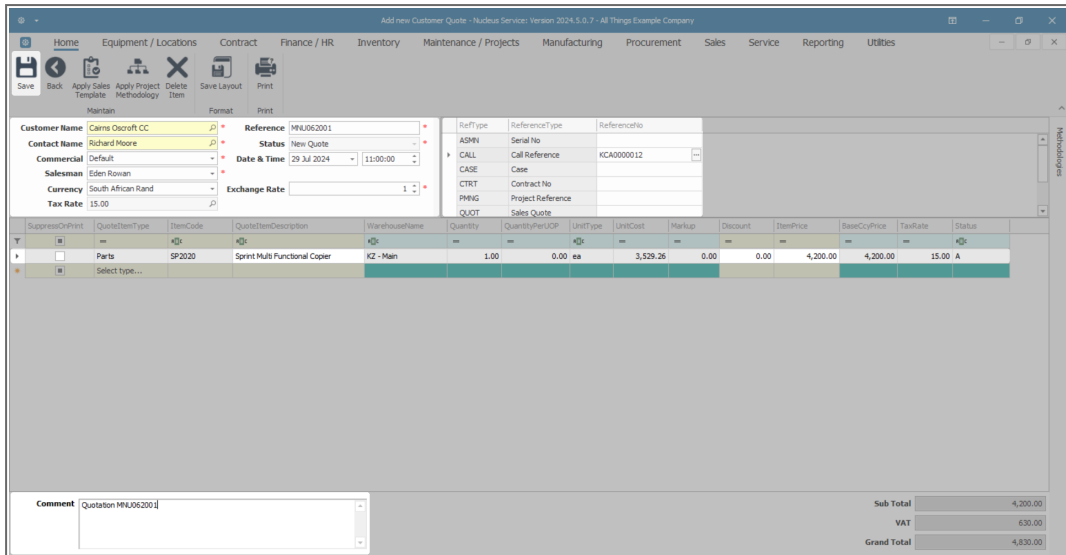 Add new Customer Quote - Nucleus Service: Version 2024.5.0.7 - All Things Example Company
Home Equipment / Locations Contract Finance / HR Inventory Maintenance / Projects Manufacturing Procurement Sales Service Reporting Utilities
Save Back Apply Sales Template Apply Project Methodology Delete Item Save Layout Print
Maintain Format Print
Customer Name Cairns Oscroft CC * Reference MNU062001 * RefType ReferenceType ReferenceNo
Contact Name Richard Moore * Status New Quote * ASMN Serial No
Commercial Default * Date & Time 29 Jul 2024 11:00:00 CALL Call Reference KCA0000012 ...
Salesman Eden Rowan * CASE Case
Currency South African Rand Exchange Rate 1 * CTRT Contract No
Tax Rate 15.00 PMNG Project Reference
QUOT Sales Quote
Methodologies
SuppressOnPrint QuoteItemType ItemCode QuoteItemDescription WarehouseName Quantity QuantityPerUOP UnitType UnitCost Markup Discount ItemPrice BaseCcyPrice TaxRate Status
Parts SP2020 Sprint Multi Functional Copier KZ - Main 1.00 0.00 ea 3,529.26 0.00 0.00 4,200.00 4,200.00 15.00 A
Select type...
Comment Quotation MNU062001
Sub Total 4,200.00
VAT 630.00
Grand Total 4,830.00